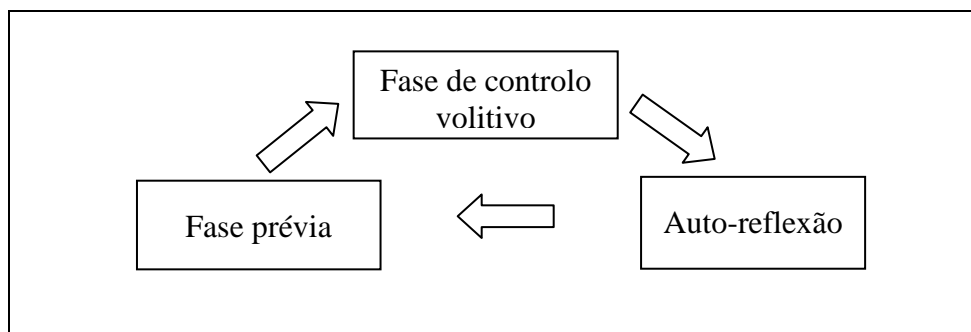 Fase de controlo
volitivo
Fase prévia
Auto-reflexão